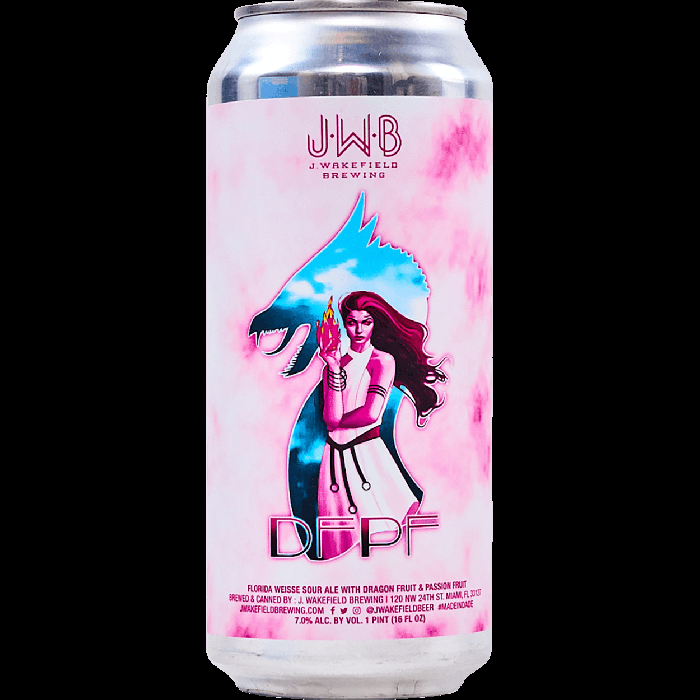 J·W·B
J. WAKEFIELD
BREWING
DFPF
FLORIDA WEISSE SOUR ALE WITH DRAGON FRUIT & PASSION FRUIT
BREWED & CANNED BY : J. WAKEFIELD BREWING | 120 NW 24TH ST. MIAMI, FL 33127
JWAKEFIELDBREWING.COM @JWAKEFIELDBEER #MADEINDADE
7.0% ALC. BY VOL. 1 PINT (16 FL OZ)